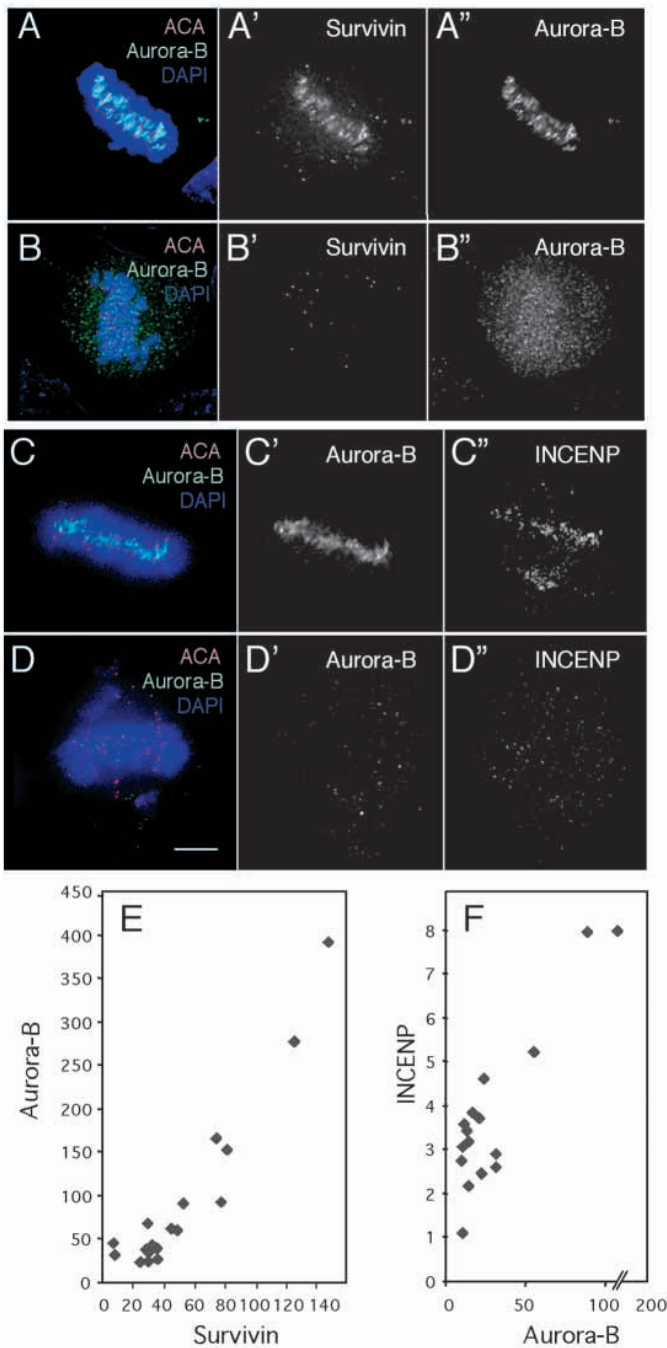 A
ACA
Aurora-B
DAPI
A' Survivin
A" Aurora-B
B
ACA
Aurora-B
DAPI
B' Survivin
B" Aurora-B
C
ACA
Aurora-B
DAPI
C' Aurora-B
C" INCENP
D
ACA
Aurora-B
DAPI
D' Aurora-B
D" INCENP
E
450
400
350
300
250
200
150
100
50
0
Aurora-B
0 20 40 60 80 100 120 140
Survivin
F
8
7
6
5
4
3
2
1
0
INCENP
0 50 100 200
Aurora-B